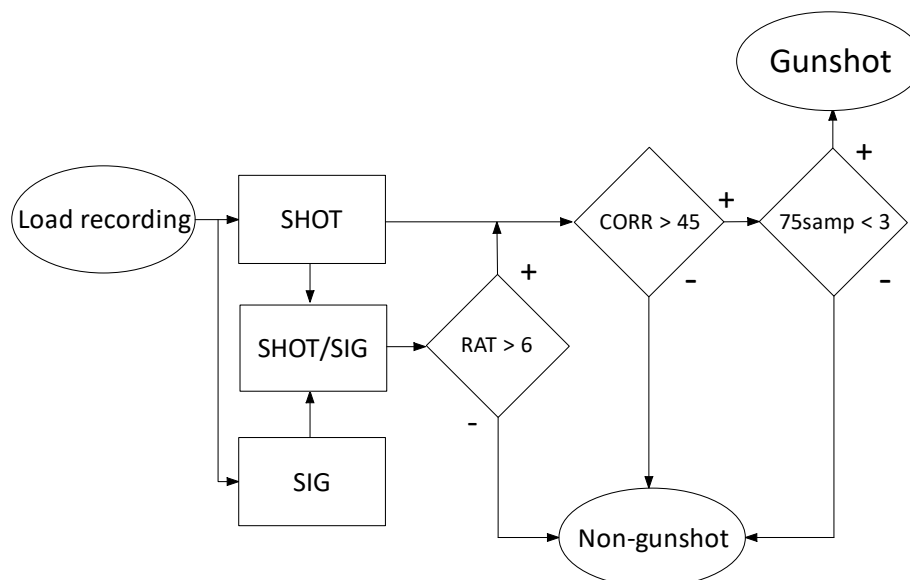 Gunshot
+
Load recording
SHOT
CORR > 45
+
75samp < 3
+
-
-
SHOT/SIG
RAT > 6
-
SIG
Non-gunshot